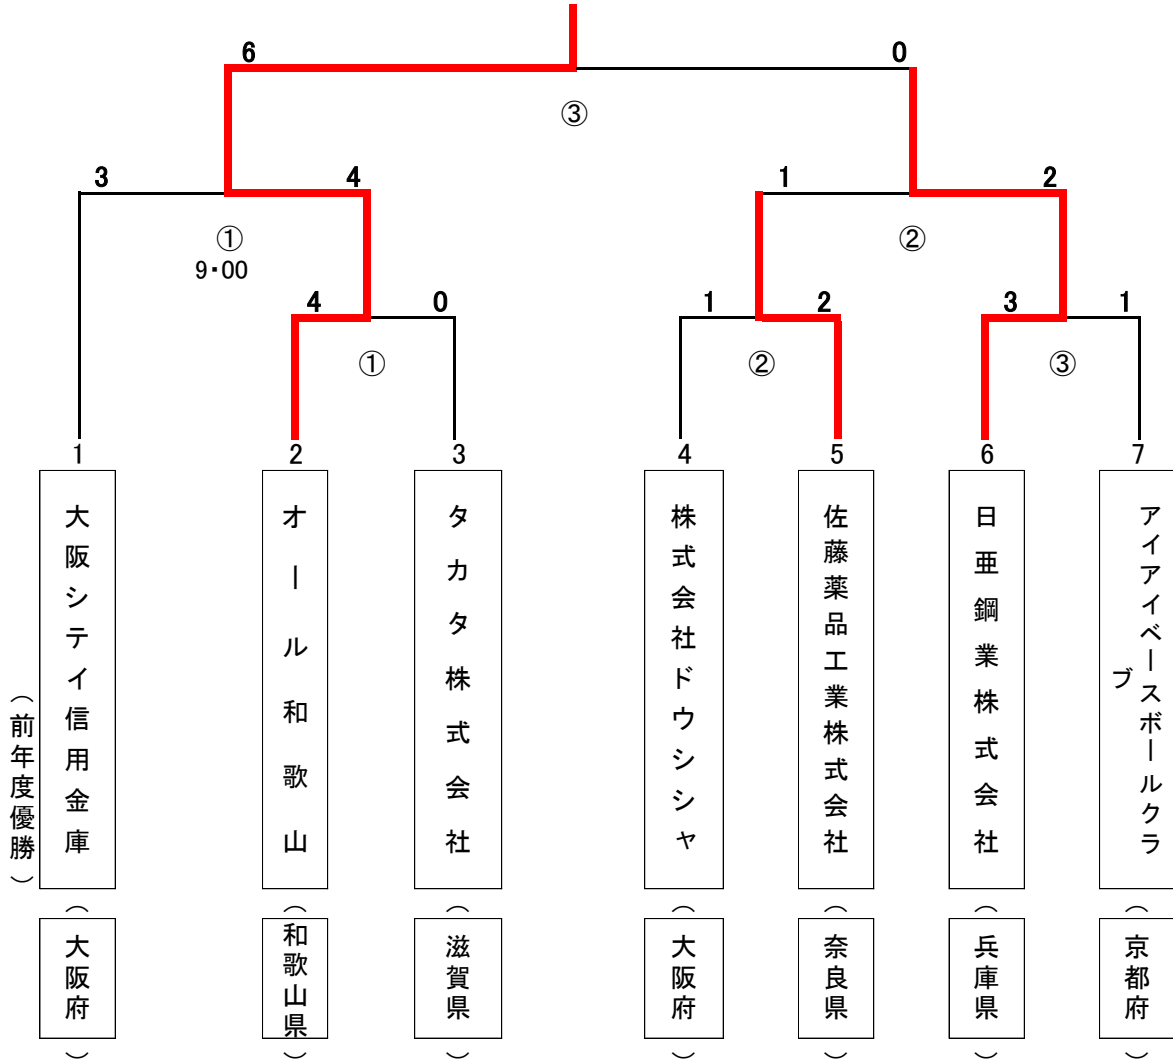 6 0
③
3 4 1 2
① ②
9・00
4 0 1 2 3 1
① ② ③
1 2 3 4 5 6 7
大阪シテイ信用金庫
(前年度優勝)
(大阪府)
オール和歌山
(和歌山県)
タカタ株式会社
(滋賀県)
株式会社ドウシシャ
(大阪府)
佐藤薬品工業株式会社
(奈良県)
日亜鋼業株式会社
(兵庫県)
アイアイベースボールクラ
ブ
(京都府)